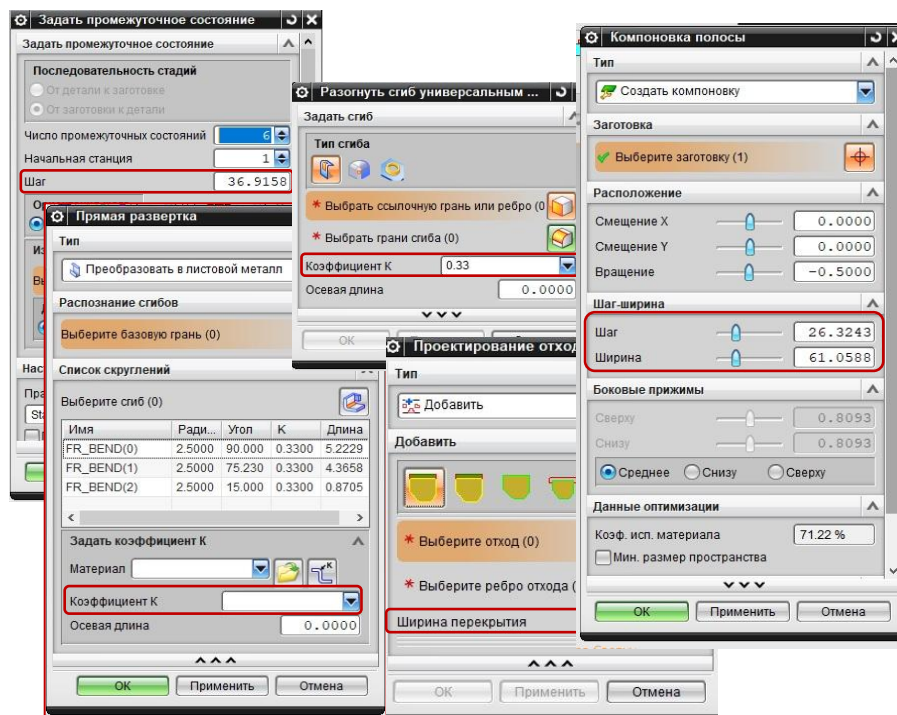 Задать промежуточное состояние
Задать промежуточное состояние
Последовательность стадий
От детали к заготовке
От заготовки к детали
Число промежуточных состояний 6
Начальная станция 1
Шаг 36.9158
Прямая развертка
Тип
Преобразовать в листовой металл
Распознание сгибов
Выберите базовую грань (0)
Список скруглений
Выберите сгиб (0)
Имя Ради... Угол K Длина
FR_BEND(0) 2.5000 90.000 0.3300 5.2229
FR_BEND(1) 2.5000 75.230 0.3300 4.3658
FR_BEND(2) 2.5000 15.000 0.3300 0.8705
Задать коэффициент К
Материал
Коэффициент К
Осевая длина 0.0000
ОК Применить Отмена
Разогнуть сгиб универсальным ...
Задать сгиб
Тип сгиба
* Выбрать ссылочную грань или ребро (0
* Выбрать грани сгиба (0)
Коэффициент К 0.33
Осевая длина 0.0000
ОК
Проектирование отход
Тип
Добавить
Добавить
* Выберите отход (0)
* Выберите ребро отхода (
Ширина перекрытия
ОК Применить Отмена
Компоновка полосы
Тип
Создать компоновку
Заготовка
Выберите заготовку (1)
Расположение
Смещение X 0.0000
Смещение Y 0.0000
Вращение -0.5000
Шаг-ширина
Шаг 26.3243
Ширина 61.0588
Боковые прижимы
Сверху 0.8093
Снизу 0.8093
Среднее Снизу Сверху
Данные оптимизации
Коэф. исп. материала 71.22 %
Мин. размер пространства
ОК Применить Отмена